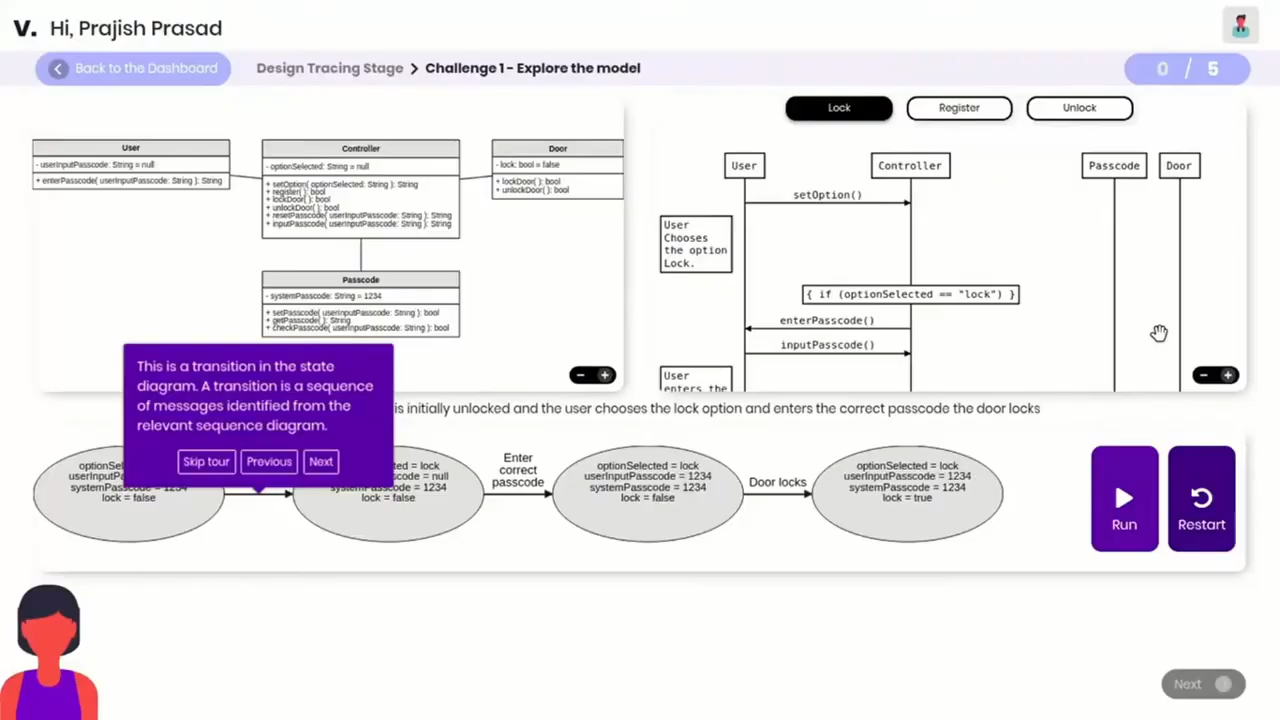 V. Hi, Prajish Prasad
Back to the Dashboard
Design Tracing Stage > Challenge 1 - Explore the model
0 / 5
User
- userInputPasscode: String = null
+ enterPasscode( userInputPasscode: String ): String
Controller
- optionSelected: String = null
+ setOption( optionSelected: String ): String
+ register( ): bool
+ lockDoor( ): bool
+ unlockDoor( ): bool
+ resetPasscode( userInputPasscode: String ): String
+ inputPasscode( userInputPasscode: String ): String
Door
- lock: bool = false
+ lockDoor( ): bool
+ unlockDoor( ): bool
Passcode
- systemPasscode: String = 1234
+ setPasscode( userInputPasscode: String ): bool
+ getPasscode( ): String
+ checkPasscode( userInputPasscode: String ): bool
Lock
Register
Unlock
User
Controller
Passcode
Door
setOption()
User
Chooses
the option
Lock.
{ if (optionSelected == "lock") }
enterPasscode()
inputPasscode()
User
enters the
This is a transition in the state
diagram. A transition is a sequence
of messages identified from the
relevant sequence diagram.
Skip tour
Previous
Next
is initially unlocked and the user chooses the lock option and enters the correct passcode the door locks
systemPasscode = 1234
lock = false
= lock
= null
systemPasscode = 1234
lock = false
Enter
correct
passcode
optionSelected = lock
userInputPasscode = 1234
systemPasscode = 1234
lock = false
Door locks
optionSelected = lock
userInputPasscode = 1234
systemPasscode = 1234
lock = true
Run
Restart
Next